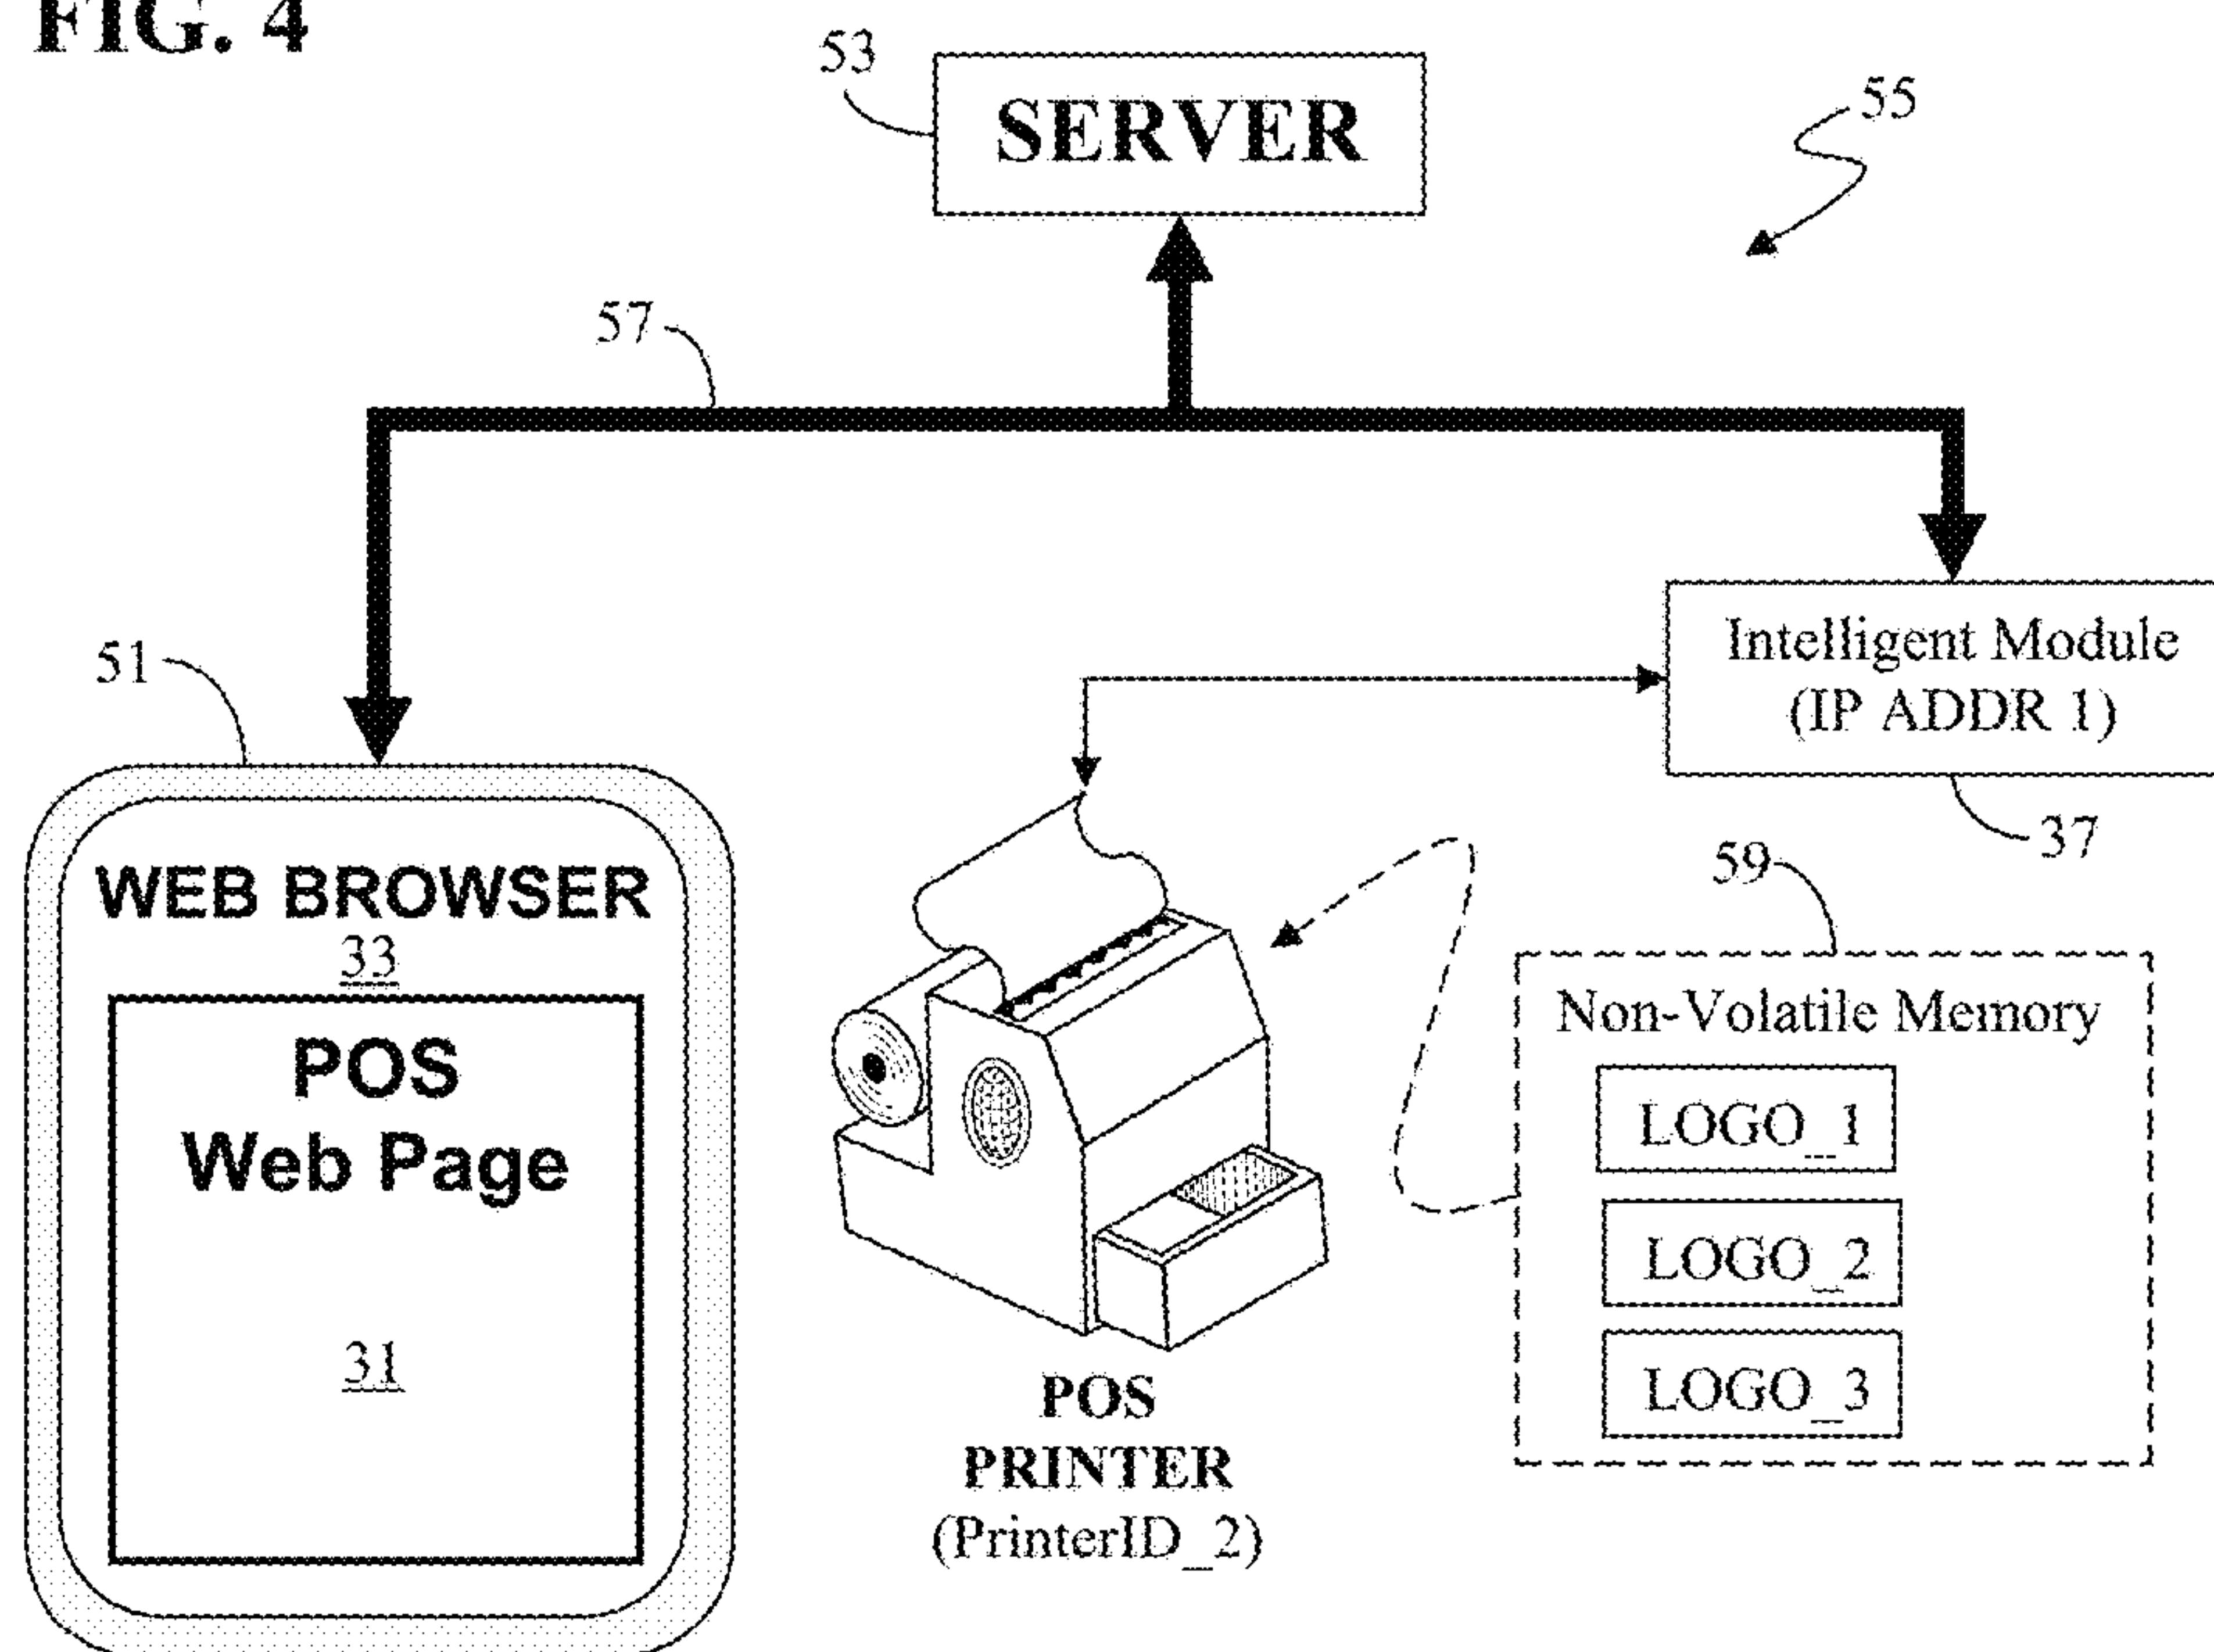 FIG. 4
53
SERVER
55
57
51
Intelligent Module
(IP ADDR 1)
37
WEB BROWSER
33
POS
Web Page
31
59
Non-Volatile Memory
LOGO_1
LOGO_2
LOGO_3
POS
PRINTER
(PrinterID_2)